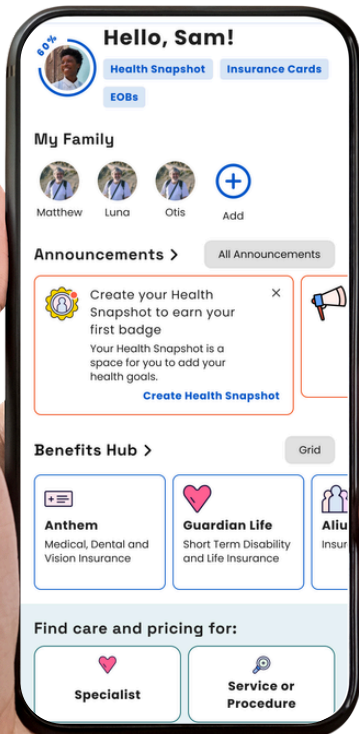 60%
Hello, Sam!
Health Snapshot Insurance Cards
EOBs
My Family
Matthew Luna Otis Add
Announcements > All Announcements
Create your Health
Snapshot to earn your
first badge
Your Health Snapshot is a
space for you to add your
health goals.
Create Health Snapshot
Benefits Hub > Grid
Anthem
Medical, Dental and
Vision Insurance
Guardian Life
Short Term Disability
and Life Insurance
Find care and pricing for:
Specialist
Service or
Procedure